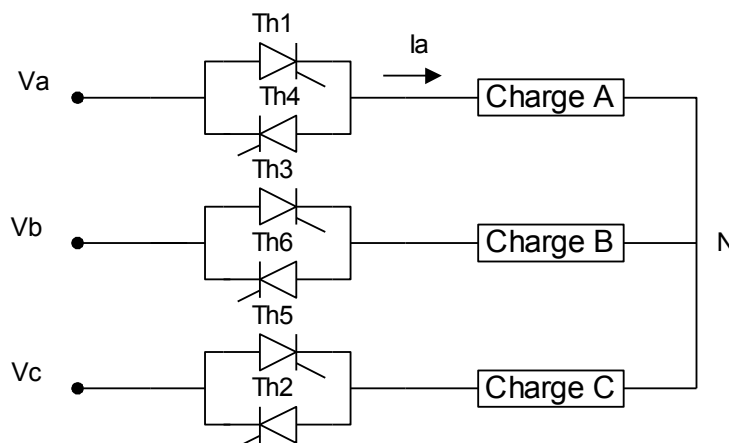 Th1
Ia
Va
Charge A
Th4
Th3
Vb
Charge B
N
Th6
Th5
Vc
Charge C
Th2